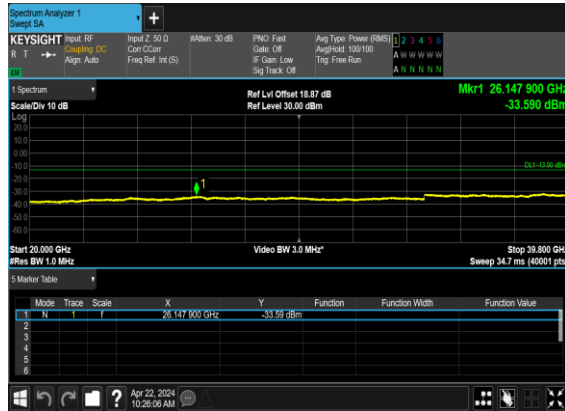 Spectrum Analyzer 1
Swept SA
+
KEYSIGHT Input: RF Input Z: 50 Ω #Atten: 30 dB PNO: Fast Avg Type: Power (RMS) 1 2 3 4 5 6
R T Coupling: DC Corr CCorr Gate: Off Avg|Hold: 100/100 A W W W W W
Align: Auto Freq Ref: Int (S) IF Gain: Low Trig: Free Run
LW Sig Track: Off A N N N N N
1 Spectrum Ref Lvl Offset 18.87 dB Mkr1 26.147 900 GHz
Scale/Div 10 dB Ref Level 30.00 dBm -33.590 dBm
Log
20.0
10.0
0.00
-10.0 DL1 -13.00 dBm
-20.0
-30.0 1
-40.0
-50.0
-60.0
Start 20.000 GHz Video BW 3.0 MHz* Stop 39.800 GHz
#Res BW 1.0 MHz Sweep 34.7 ms (40001 pts)
5 Marker Table
Mode Trace Scale X Y Function Function Width Function Value
1 N 1 f 26.147 900 GHz -33.59 dBm
2
3
4
5
6
? Apr 22, 2024
10:26:06 AM